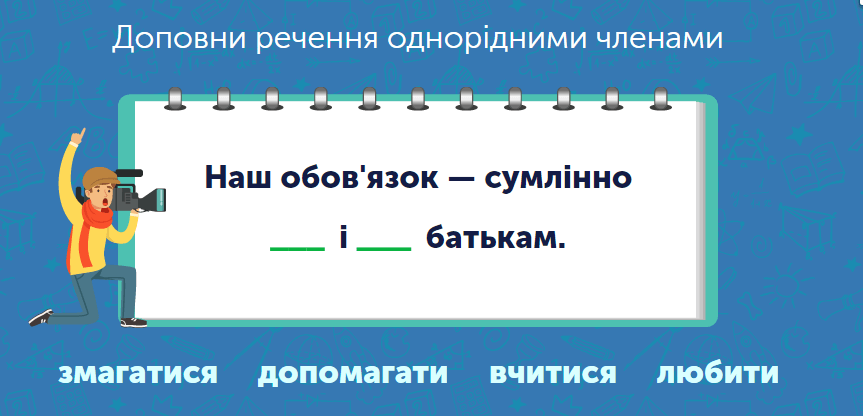 Доповни речення однорідними членами
Наш обов'язок — сумлінно
___ і ___ батькам.
змагатися допомагати вчитися любити